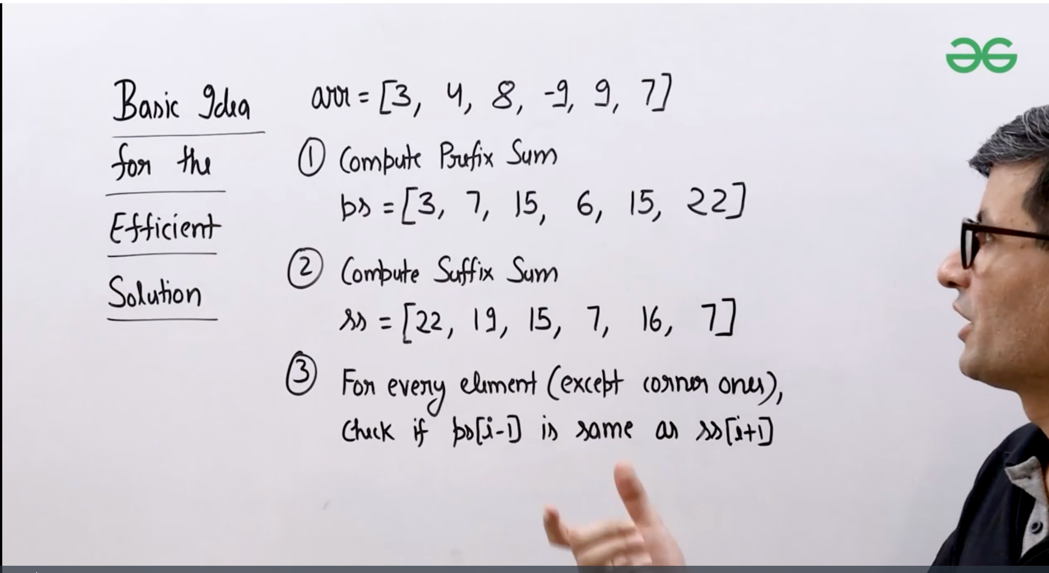 Basic Idea
for the
Efficient
Solution
arr = [3, 4, 8, -9, 9, 7]
① Compute Prefix Sum
ps = [3, 7, 15, 6, 15, 22]
② Compute Suffix Sum
ss = [22, 19, 15, 7, 16, 7]
③ For every element (except corner ones),
Check if ps[i-1] is same as ss[i+1]